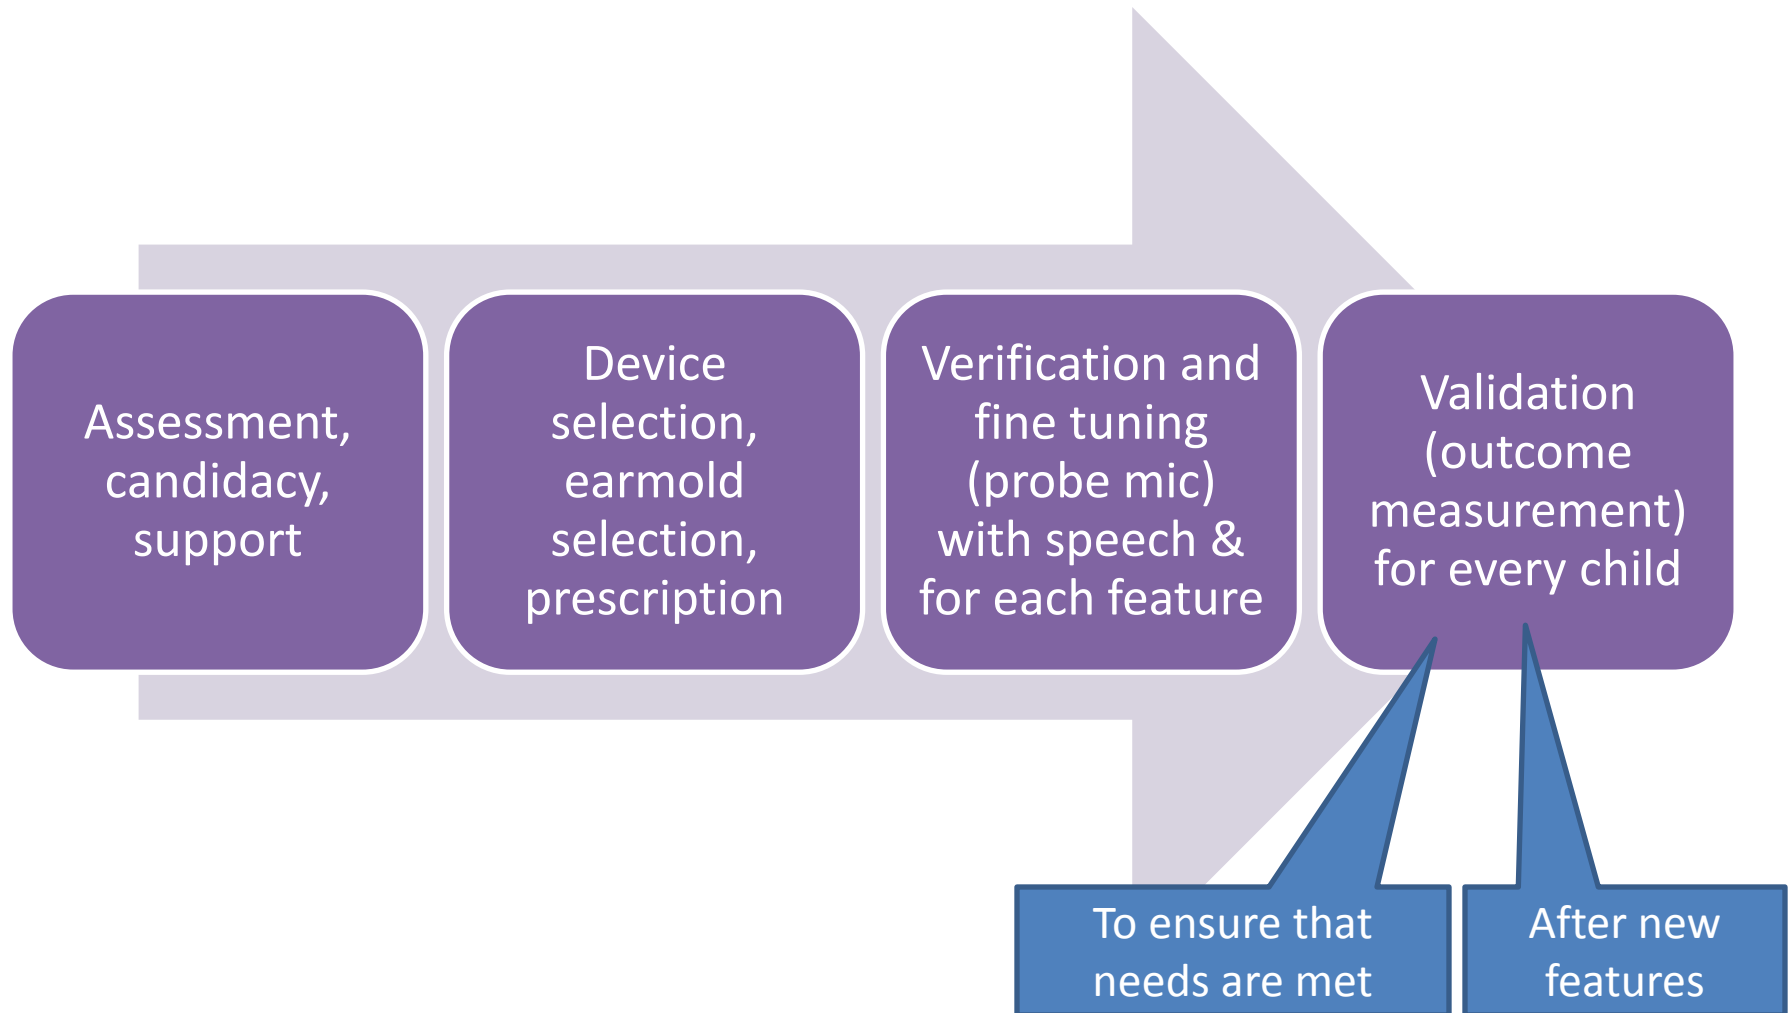 Assessment,
candidacy,
support
Device
selection,
earmold
selection,
prescription
Verification and
fine tuning
(probe mic)
with speech &
for each feature
Validation
(outcome
measurement)
for every child
To ensure that
needs are met
After new
features